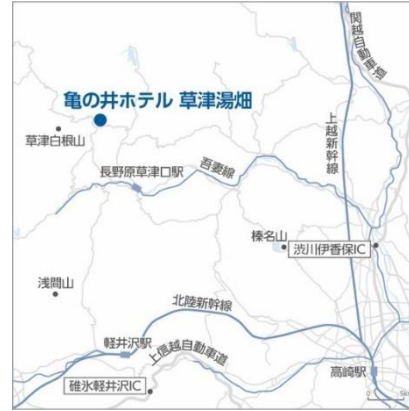 関越自動車道
亀の井ホテル 草津湯畑
草津白根山
上越新幹線
長野原草津口駅
吾妻線
榛名山
渋川伊香保IC
浅間山
北陸新幹線
軽井沢駅
上信越自動車道
高崎駅
碓氷軽井沢IC